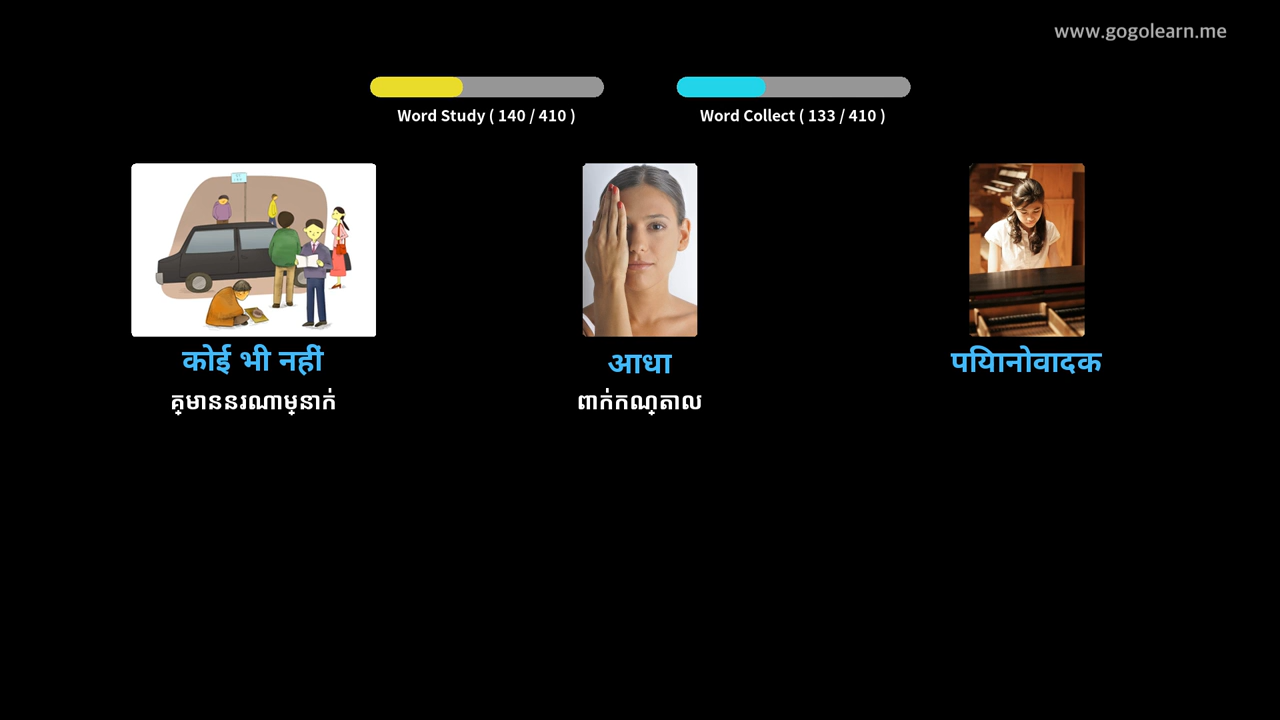 www.gogolearn.me
Word Study ( 140 / 410 )
Word Collect ( 133 / 410 )
कोई भी नहीं
आधा
पियानोवादक
គ្មាននរណាម្នាក់
ពាក់កណ្តាល